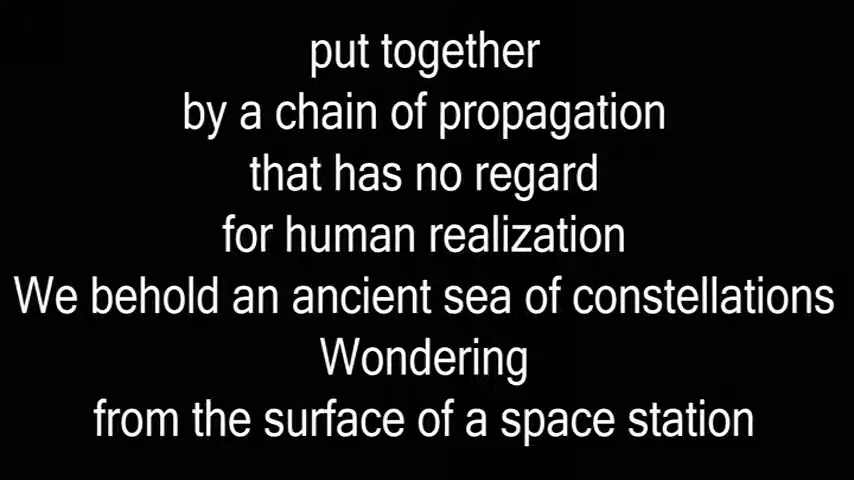 put together
by a chain of propagation
that has no regard
for human realization
We behold an ancient sea of constellations
Wondering
from the surface of a space station